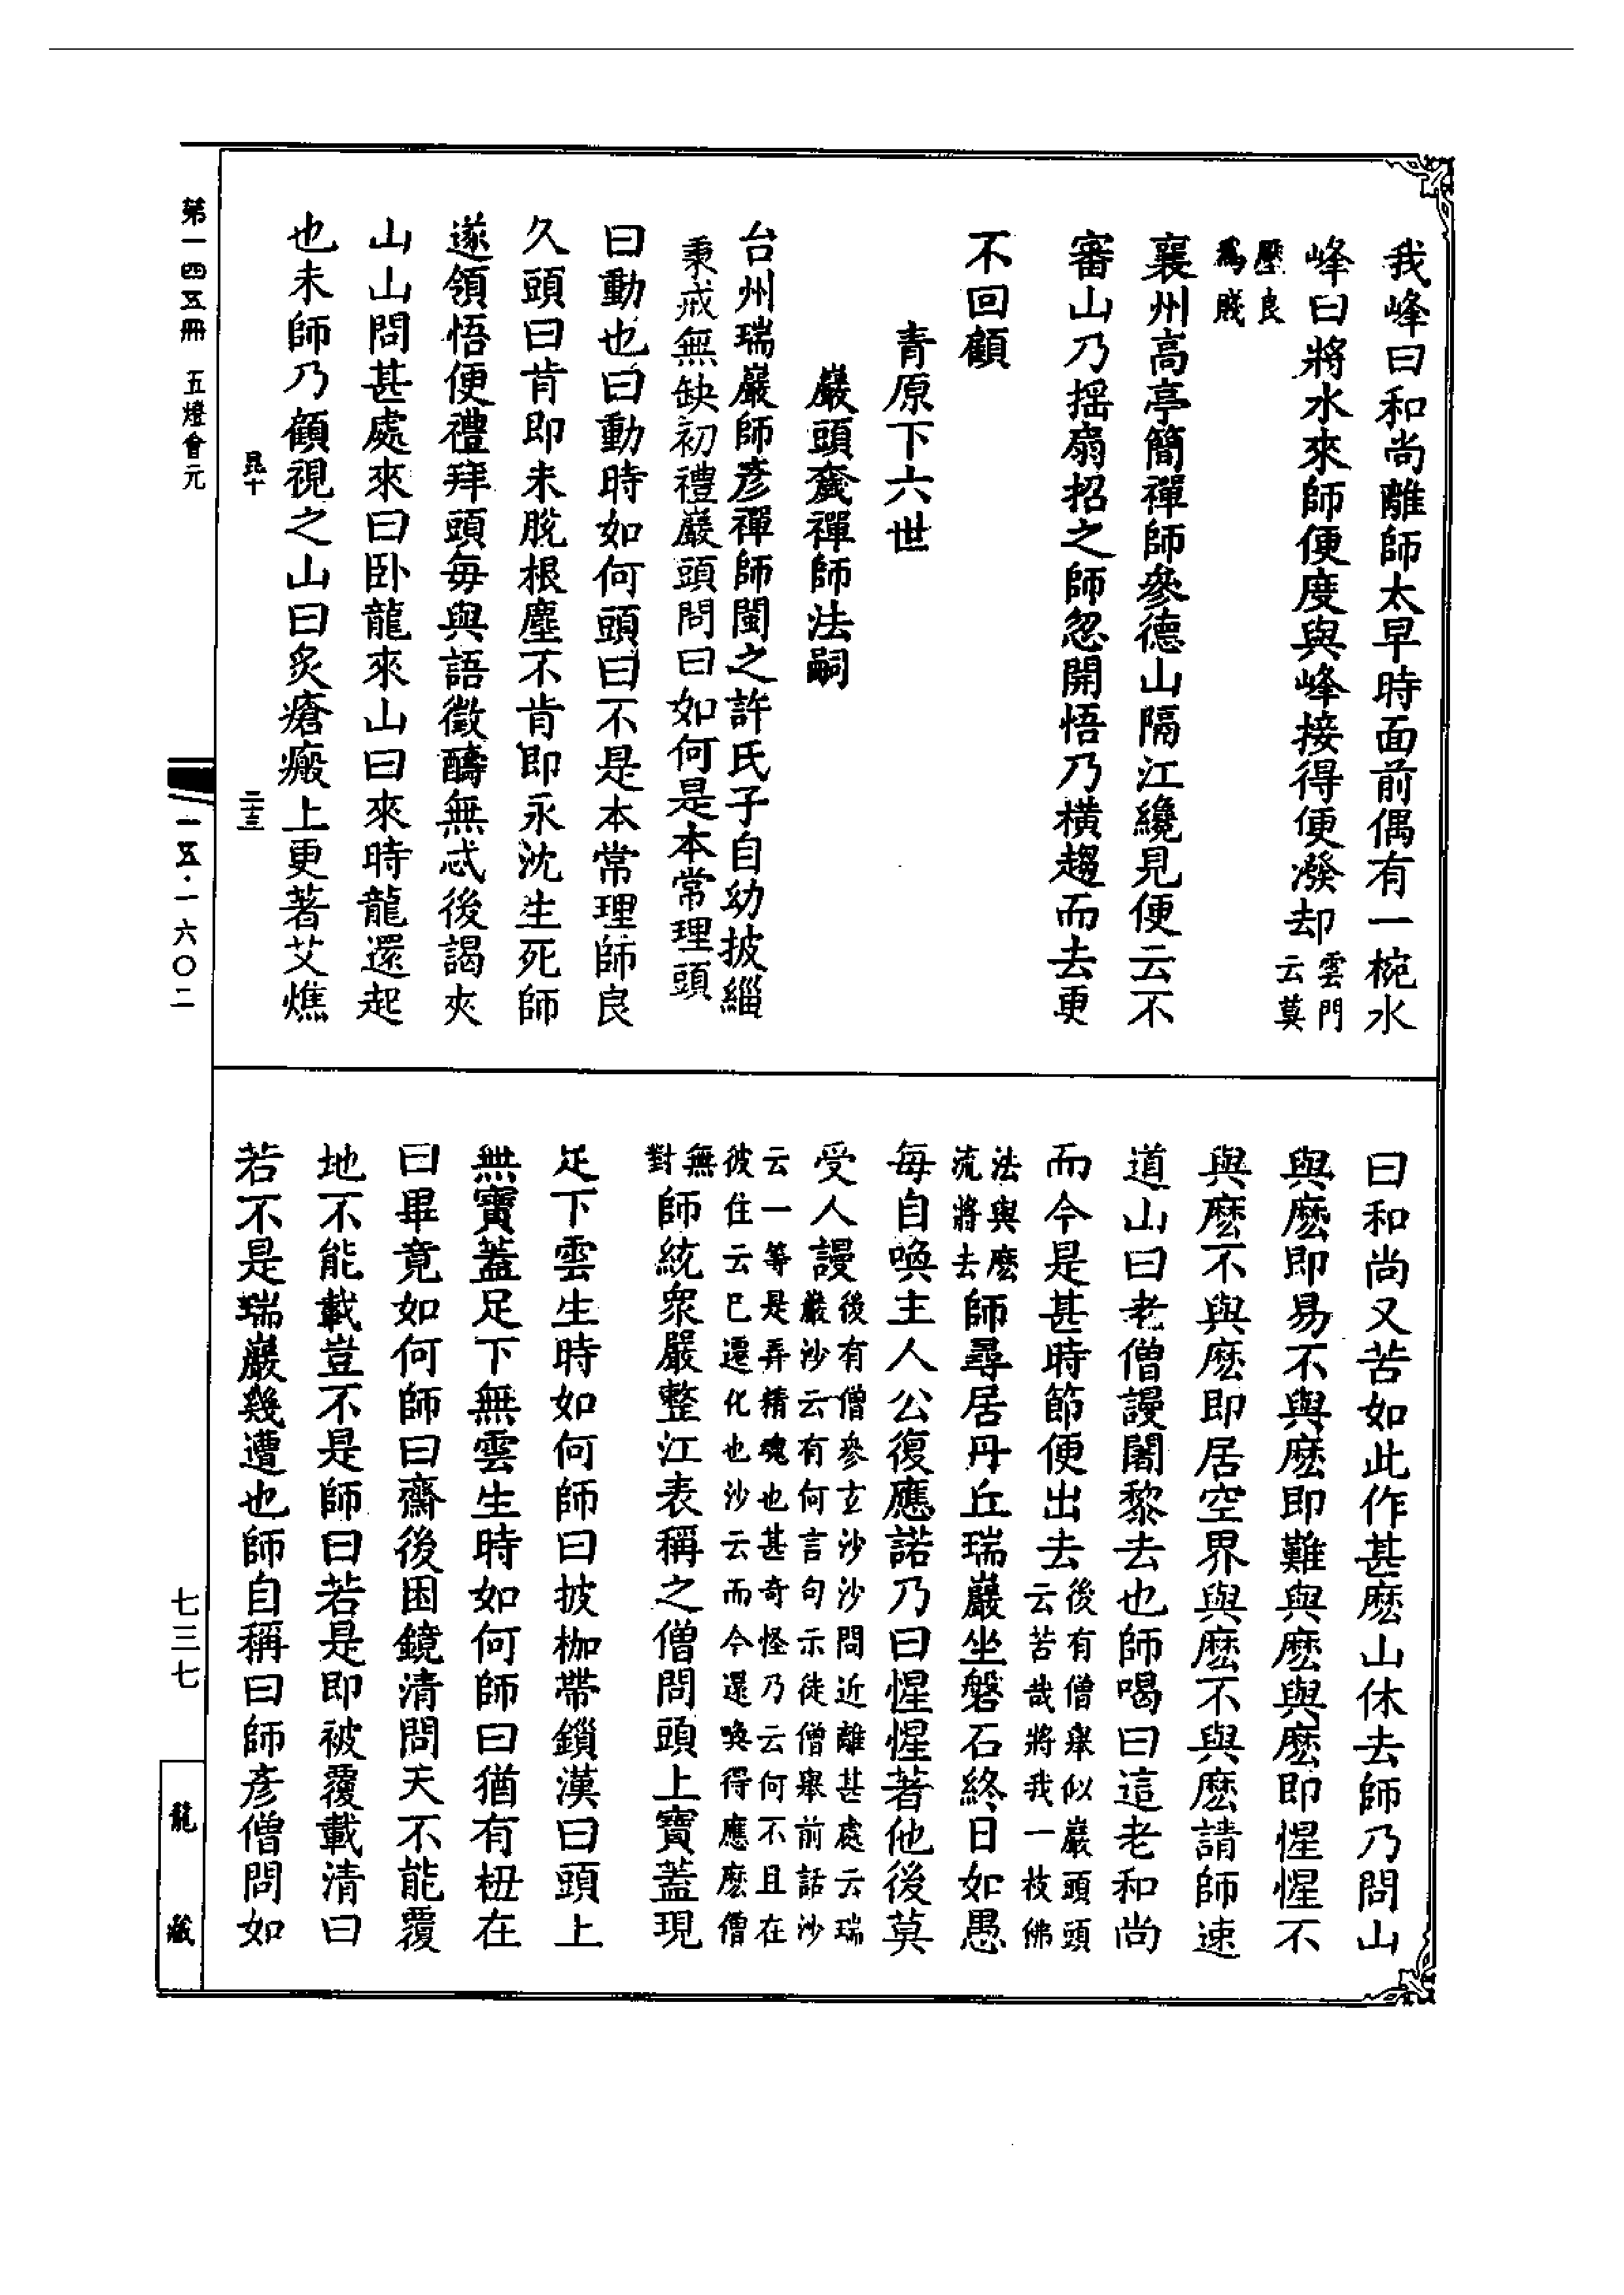 我峰曰和尚離師太早時面前偶有一椀水
峰曰將水來師便度與峰接得便潑却雲門云莫
壓良爲賤
襄州高亭簡禪師參德山隔江纔見便云不
審山乃搖扇招之師忽開悟乃橫趨而去更
不回顧
青原下六世
巖頭奯禪師法嗣
台州瑞巖師彥禪師閩之許氏子自幼披緇
秉戒無缺初禮巖頭問曰如何是本常理頭
曰動也曰動時如何頭曰不是本常理師良
久頭曰肯即未脫根塵不肯即永沈生死師
遂領悟便禮拜頭每與語徵醻無忒後謁夾
山山問甚處來曰臥龍來山曰來時龍還起
也未師乃顧視之山曰炙瘡瘢上更著艾燋
曰和尚又苦如此作甚麽山休去師乃問山
與麽即易不與麽即難與麽與麽即惺惺不
與麽不與麽即居空界與麽不與麽請師速
道山曰老僧謾闍黎去也師喝曰這老和尚
而今是甚時節便出去後有僧舉似巖頭頭云苦哉將我一枝佛
法與麽流將去師尋居丹丘瑞巖坐磐石終日如愚
每自喚主人公復應諾乃曰惺惺著他後莫
受人謾後有僧參玄沙沙問近離甚處云瑞巖沙云有何言句示徒僧舉前話沙
云一等是弄精魂也甚奇怪乃云何不且在彼住云已遷化也沙云而今還喚得應麽僧
無對師統衆嚴整江表稱之僧問頭上寶蓋現
足下雲生時如何師曰披枷帶鎖漢曰頭上
無寶蓋足下無雲生時如何師曰猶有杻在
曰畢竟如何師曰齋後困鏡清問天不能覆
地不能載豈不是師曰若是即被覆載清曰
若不是瑞巖幾遭也師自稱曰師彥僧問如
昆十
二十三
第一四五冊 五燈會元
一五·一六〇二
七三七
龍藏